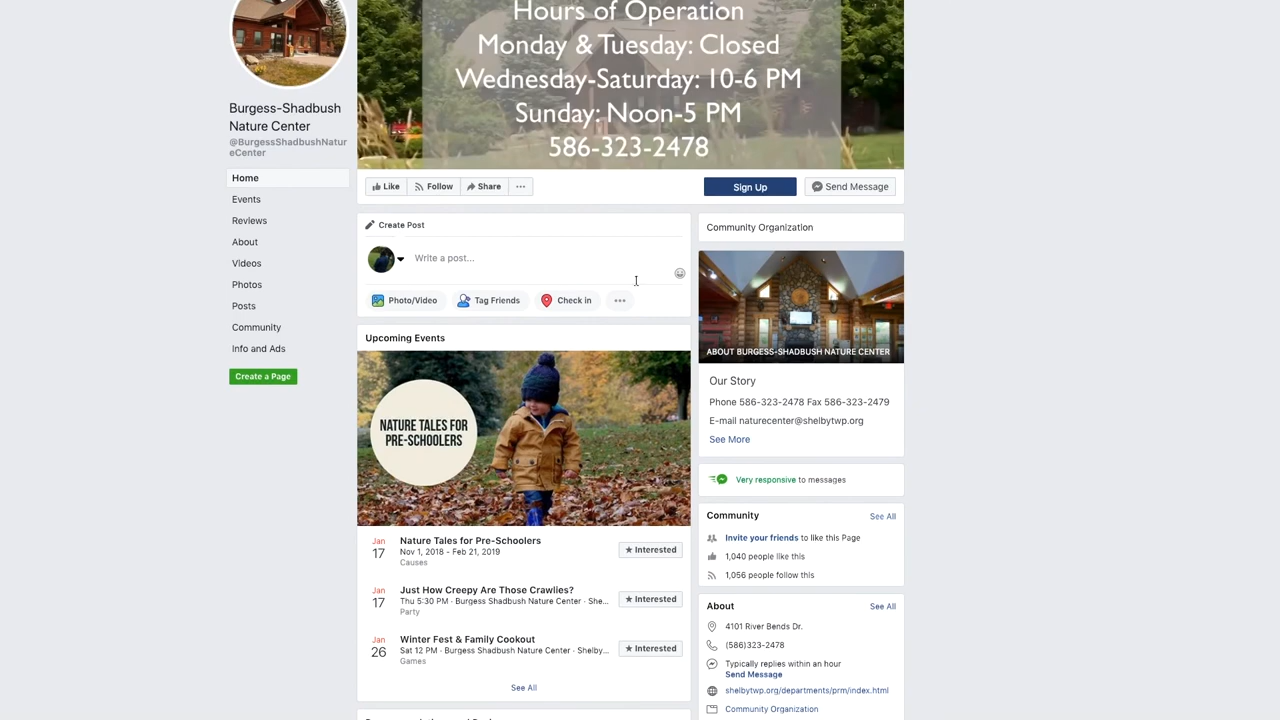 Hours of Operation
Monday & Tuesday: Closed
Wednesday-Saturday: 10-6 PM
Sunday: Noon-5 PM
586-323-2478
Burgess-Shadbush
Nature Center
@BurgessShadbushNatur
eCenter
Home
Events
Reviews
About
Videos
Photos
Posts
Community
Info and Ads
Create a Page
Like
Follow
Share
Sign Up
Send Message
Create Post
Write a post...
Photo/Video
Tag Friends
Check in
Upcoming Events
NATURE TALES FOR
PRE-SCHOOLERS
Jan
17
Nature Tales for Pre-Schoolers
Nov 1, 2018 - Feb 21, 2019
Causes
Interested
Jan
17
Just How Creepy Are Those Crawlies?
Thu 5:30 PM · Burgess Shadbush Nature Center · She...
Party
Interested
Jan
26
Winter Fest & Family Cookout
Sat 12 PM · Burgess Shadbush Nature Center · Shelby...
Games
Interested
See All
Community Organization
ABOUT BURGESS-SHADBUSH NATURE CENTER
Our Story
Phone 586-323-2478 Fax 586-323-2479
E-mail naturecenter@shelbytwp.org
See More
Very responsive to messages
Community
See All
Invite your friends to like this Page
1,040 people like this
1,056 people follow this
About
See All
4101 River Bends Dr.
(586)323-2478
Typically replies within an hour
Send Message
shelbytwp.org/departments/prm/index.html
Community Organization